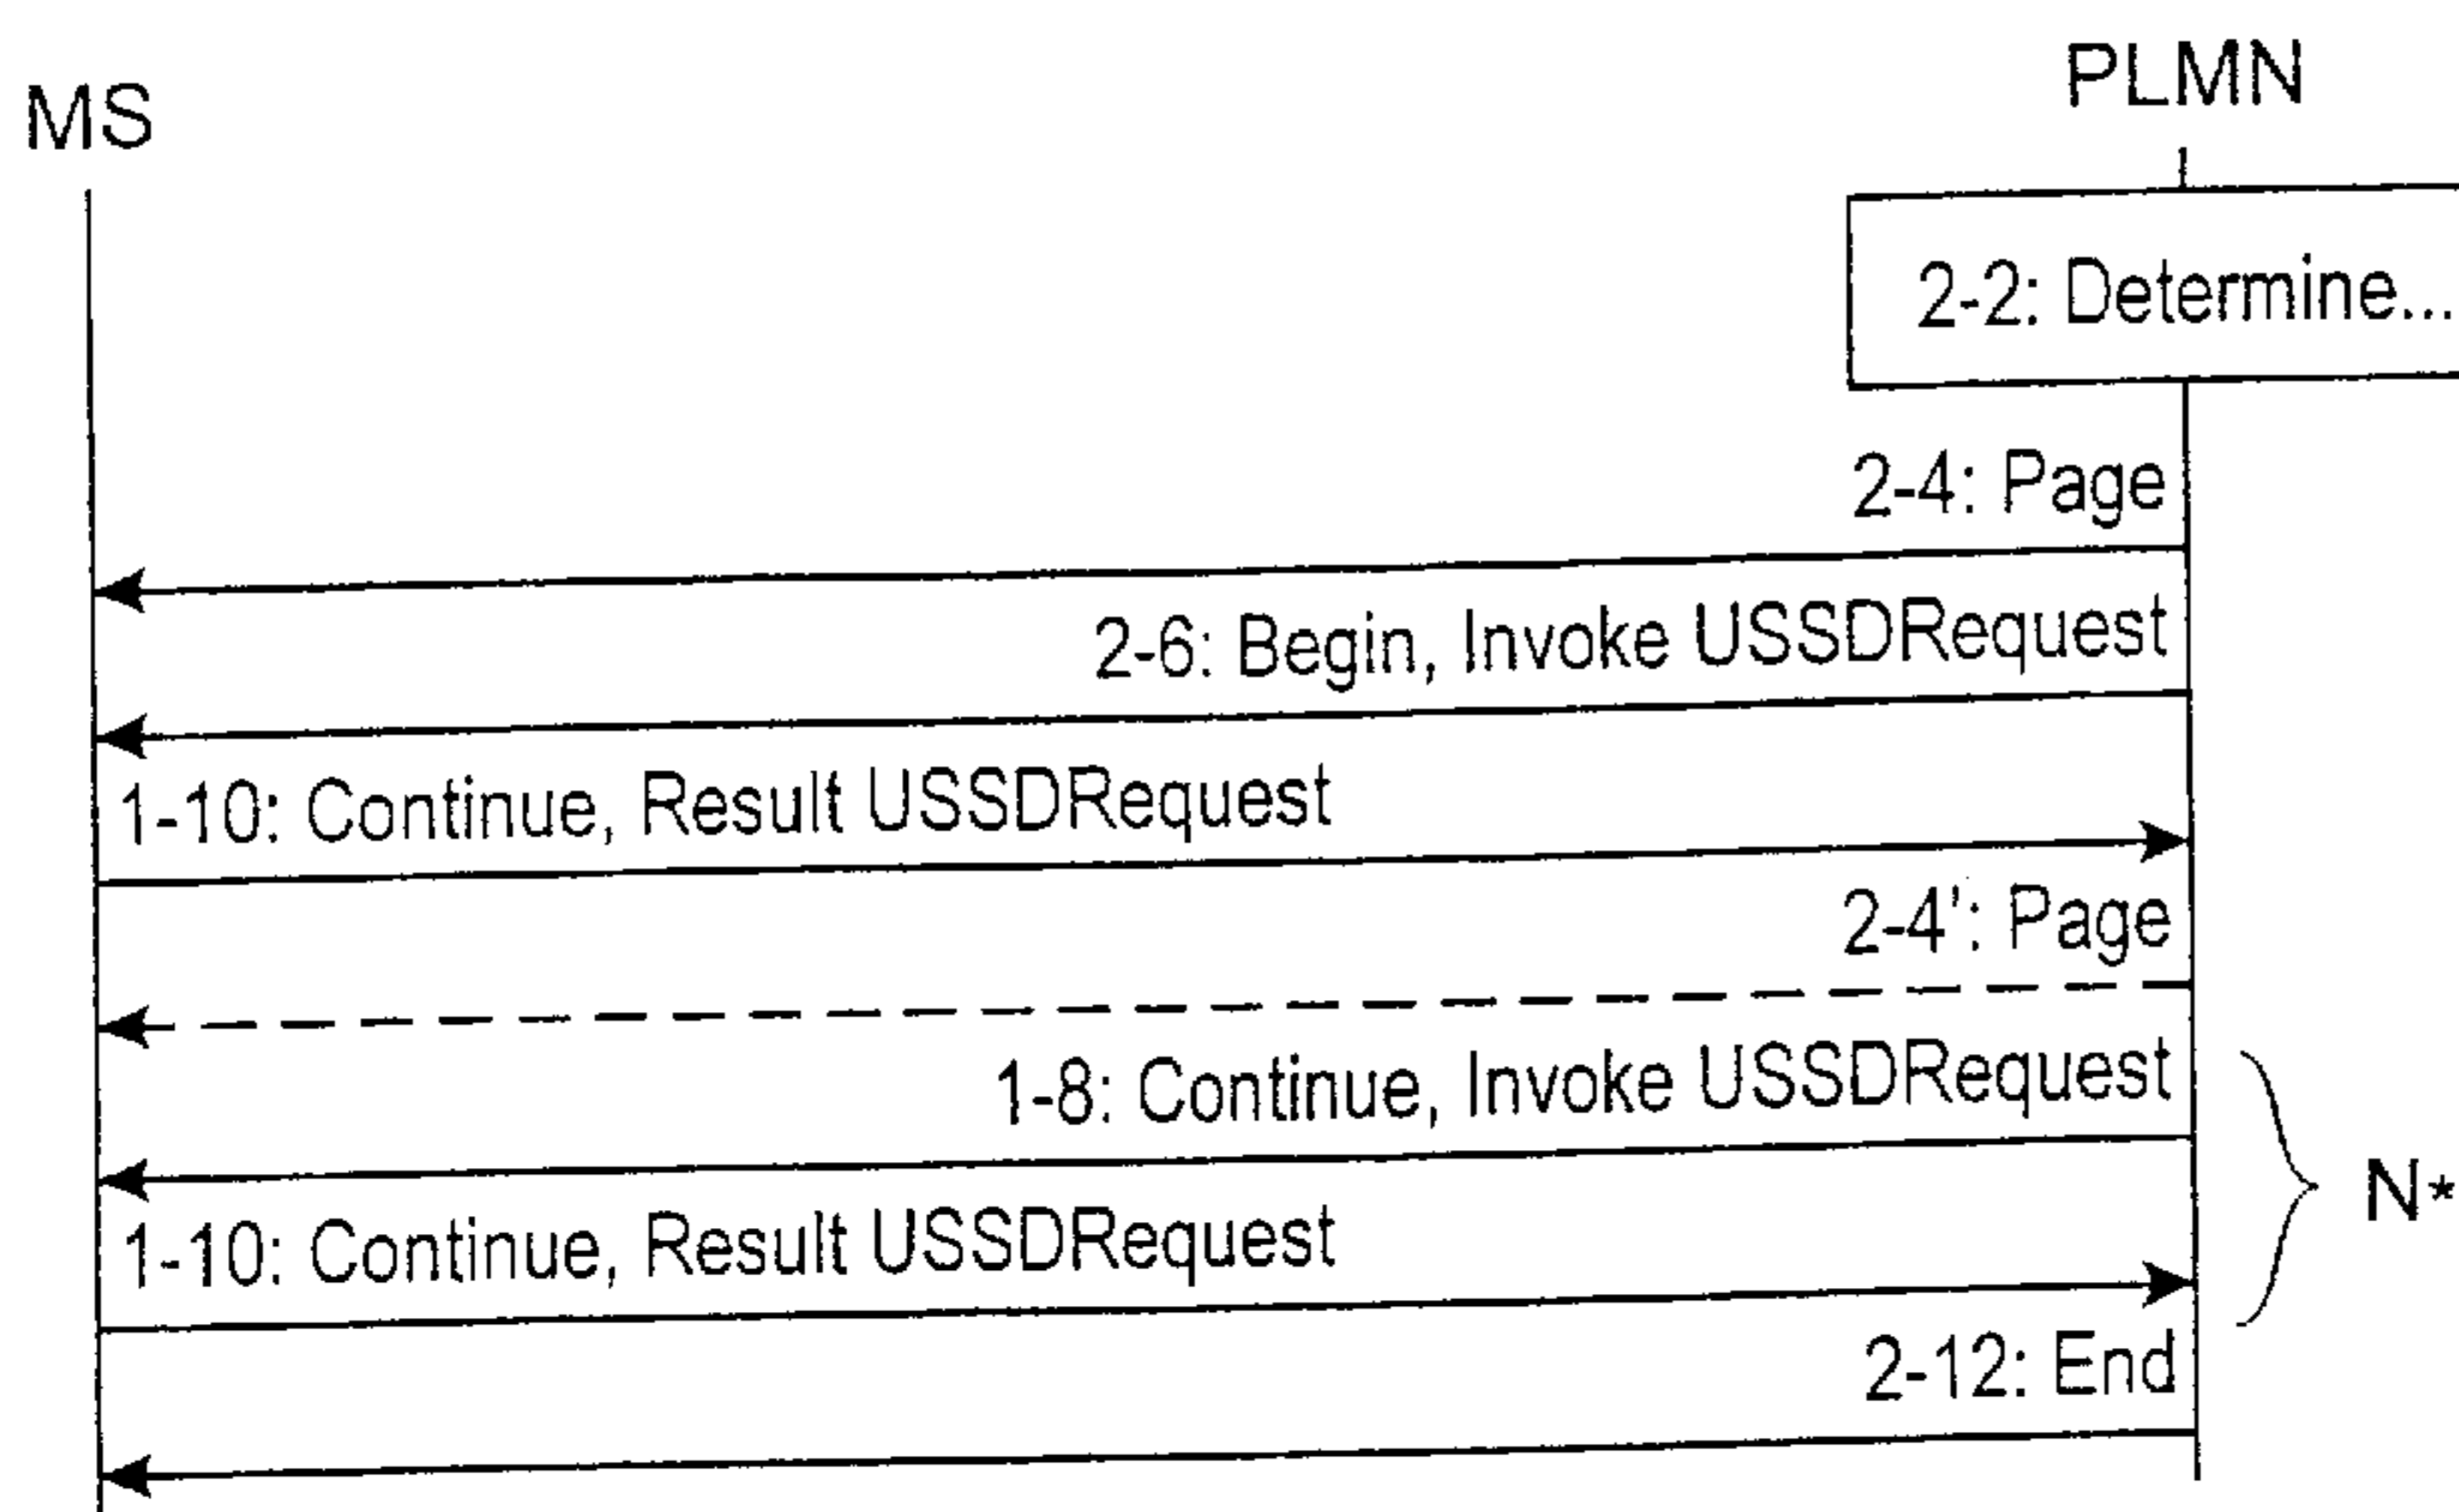 MS
PLMN
2-2: Determine...
2-4: Page
2-6: Begin, Invoke USSDRequest
1-10: Continue, Result USSDRequest
2-4': Page
1-8: Continue, Invoke USSDRequest
N*
1-10: Continue, Result USSDRequest
2-12: End